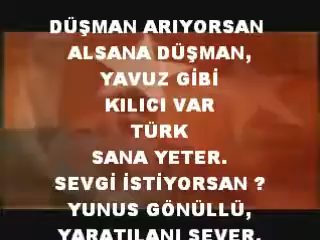 DÜŞMAN ARIYORSAN
ALSANA DÜŞMAN,
YAVUZ GİBİ
KILICI VAR
TÜRK
SANA YETER.
SEVGİ İSTİYORSAN ?
YUNUS GÖNÜLLÜ,
YARATILANI SEVER.